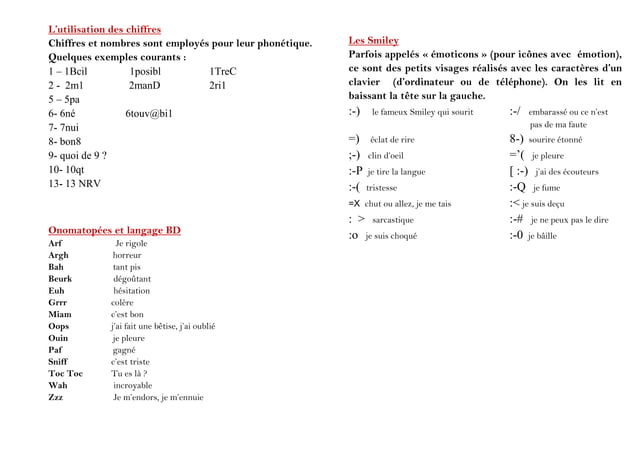 L'utilisation des chiffres
Chiffres et nombres sont employés pour leur phonétique.
Quelques exemples courants :
1 – 1Bcil 1posibl 1TreC
2 - 2m1 2manD 2ri1
5 – 5pa
6- 6né 6touv@bi1
7- 7nui
8- bon8
9- quoi de 9 ?
10- 10qt
13- 13 NRV
Onomatopées et langage BD
Arf Je rigole
Argh horreur
Bah tant pis
Beurk dégoûtant
Euh hésitation
Grrr colère
Miam c'est bon
Oops j'ai fait une bêtise, j'ai oublié
Ouin je pleure
Paf gagné
Sniff c'est triste
Toc Toc Tu es là ?
Wah incroyable
Zzz Je m'endors, je m'ennuie
Les Smiley
Parfois appelés « émoticons » (pour icônes avec émotion),
ce sont des petits visages réalisés avec les caractères d'un
clavier (d'ordinateur ou de téléphone). On les lit en
baissant la tête sur la gauche.
:-) le fameux Smiley qui sourit :-/ embarassé ou ce n'est
pas de ma faute
=) éclat de rire 8-) sourire étonné
;-) clin d'oeil ='( je pleure
:-P je tire la langue [ :-) j'ai des écouteurs
:-( tristesse :-Q je fume
=X chut ou allez, je me tais :< je suis deçu
: > sarcastique :-# je ne peux pas le dire
:o je suis choqué :-0 je bâille